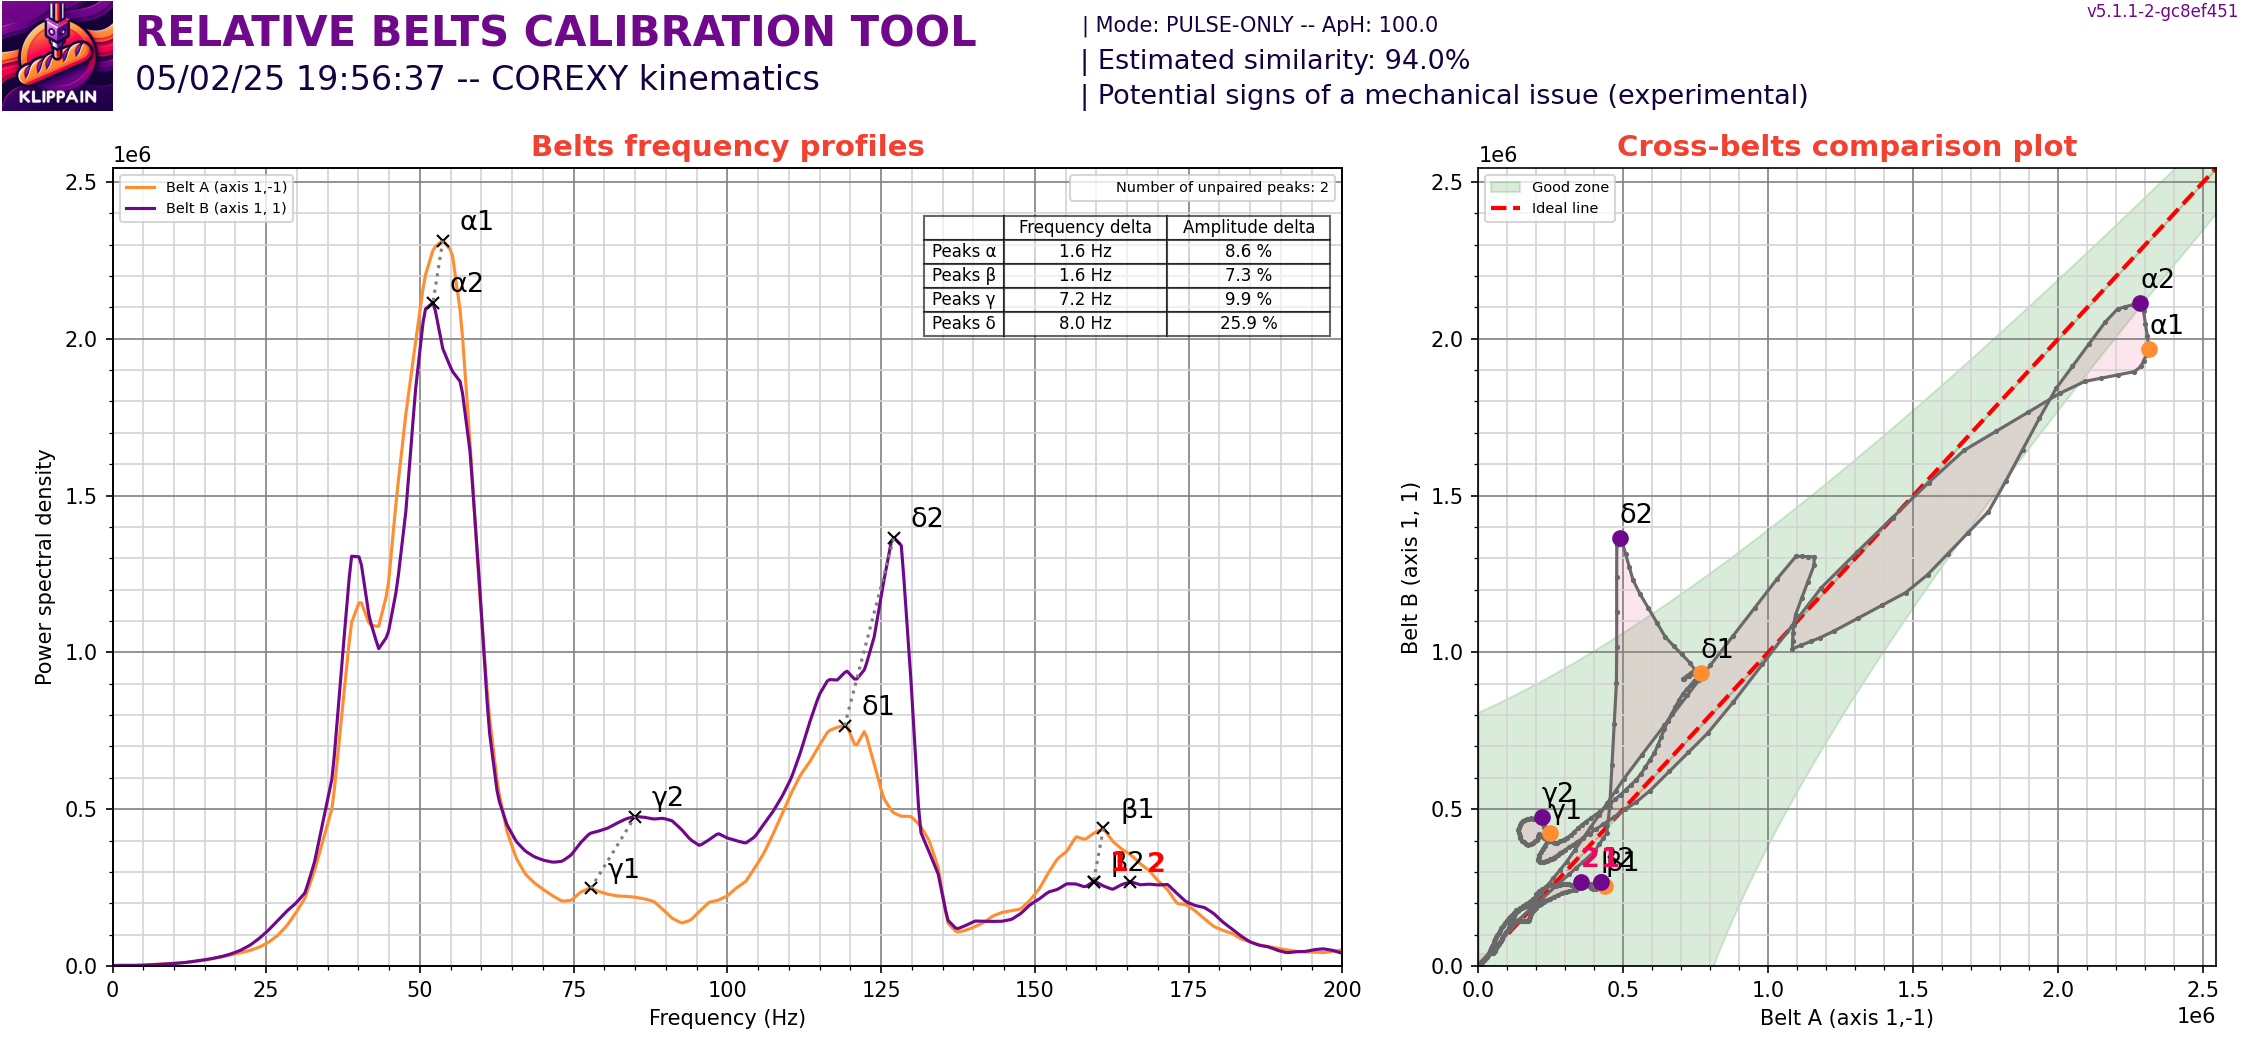 KLIPPAIN
RELATIVE BELTS CALIBRATION TOOL
05/02/25 19:56:37 -- COREXY kinematics
| Mode: PULSE-ONLY -- ApH: 100.0
| Estimated similarity: 94.0%
| Potential signs of a mechanical issue (experimental)
v5.1.1-2-gc8ef451
Belts frequency profiles
1e6
Belt A (axis 1,-1)
Belt B (axis 1, 1)
Number of unpaired peaks: 2
Frequency delta Amplitude delta
Peaks α 1.6 Hz 8.6 %
Peaks β 1.6 Hz 7.3 %
Peaks γ 7.2 Hz 9.9 %
Peaks δ 8.0 Hz 25.9 %
α1
α2
δ2
δ1
γ2
γ1
β1
β2
1
2
2.5
2.0
1.5
1.0
0.5
0.0
Power spectral density
0 25 50 75 100 125 150 175 200
Frequency (Hz)
Cross-belts comparison plot
1e6
Good zone
Ideal line
α2
α1
δ2
δ1
γ2
γ1
2
1
β2
β1
2.5
2.0
1.5
1.0
0.5
0.0
Belt B (axis 1, 1)
0.0 0.5 1.0 1.5 2.0 2.5
Belt A (axis 1,-1)
1e6